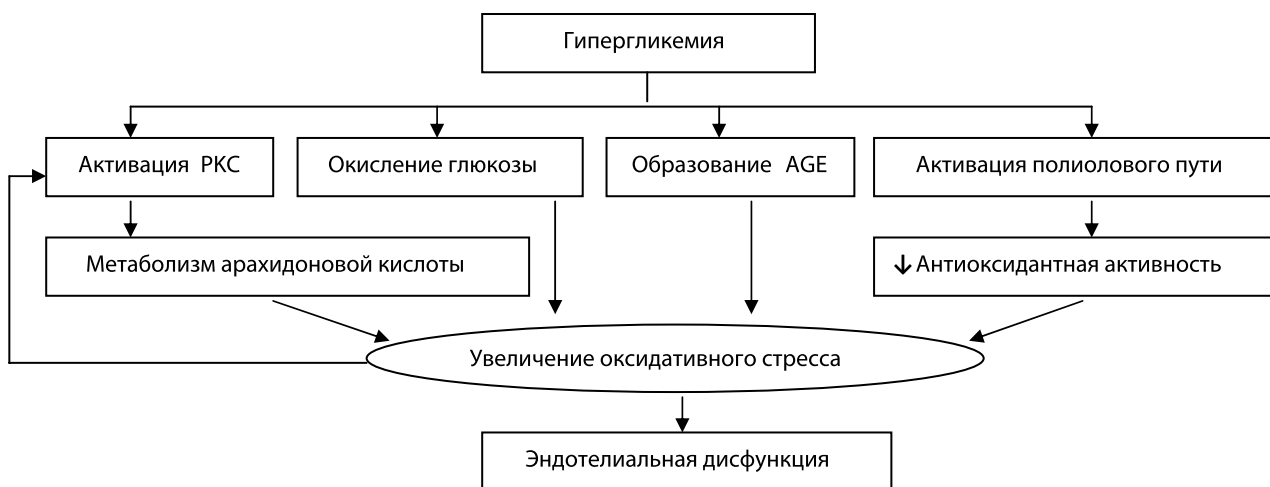 Гипергликемия
Активация PKC
Окисление глюкозы
Образование AGE
Активация полиолового пути
Метаболизм арахидоновой кислоты
↓ Антиоксидантная активность
Увеличение оксидативного стресса
Эндотелиальная дисфункция